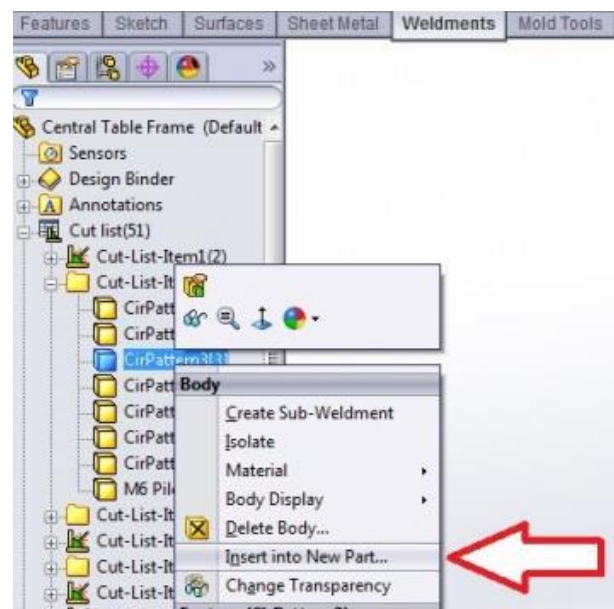 Features Sketch Surfaces Sheet Metal Weldments Mold Tools
»
Central Table Frame (Default
Sensors
Design Binder
Annotations
Cut list(51)
Cut-List-Item1(2)
Cut-List-It
CirPatt
CirPatt
CirPattern3[3]
CirPatt
CirPatt
CirPatt
CirPatt
M6 Pil
Cut-List-It
Cut-List-It
Cut-List-It
Cut-List-It
Body
Create Sub-Weldment
Isolate
Material
Body Display
Delete Body...
Insert into New Part...
Change Transparency